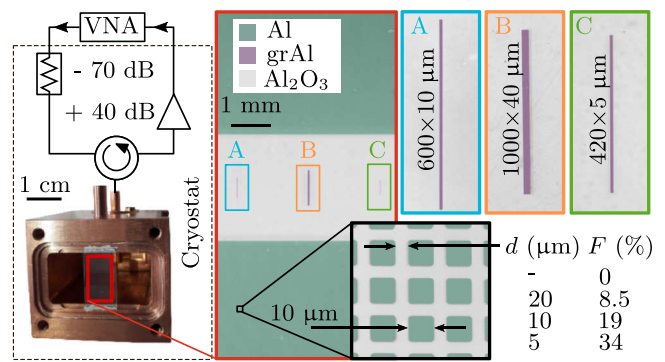 VNA
- 70 dB
+ 40 dB
1 cm
Cryostat
Al
grAl
Al₂O₃
1 mm
A
B
C
A
600×10 μm
B
1000×40 μm
C
420×5 μm
10 μm
d (μm) F (%)
- 0
20 8.5
10 19
5 34